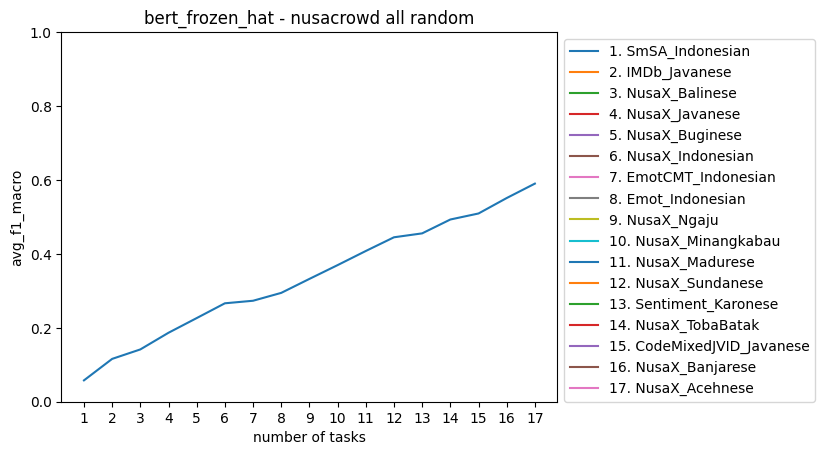 bert_frozen_hat - nusacrowd all random
1.0
0.8
0.6
0.4
0.2
0.0
avg_f1_macro
1 2 3 4 5 6 7 8 9 10 11 12 13 14 15 16 17
number of tasks
1. SmSA_Indonesian
2. IMDb_Javanese
3. NusaX_Balinese
4. NusaX_Javanese
5. NusaX_Buginese
6. NusaX_Indonesian
7. EmotCMT_Indonesian
8. Emot_Indonesian
9. NusaX_Ngaju
10. NusaX_Minangkabau
11. NusaX_Madurese
12. NusaX_Sundanese
13. Sentiment_Karonese
14. NusaX_TobaBatak
15. CodeMixedJVID_Javanese
16. NusaX_Banjarese
17. NusaX_Acehnese